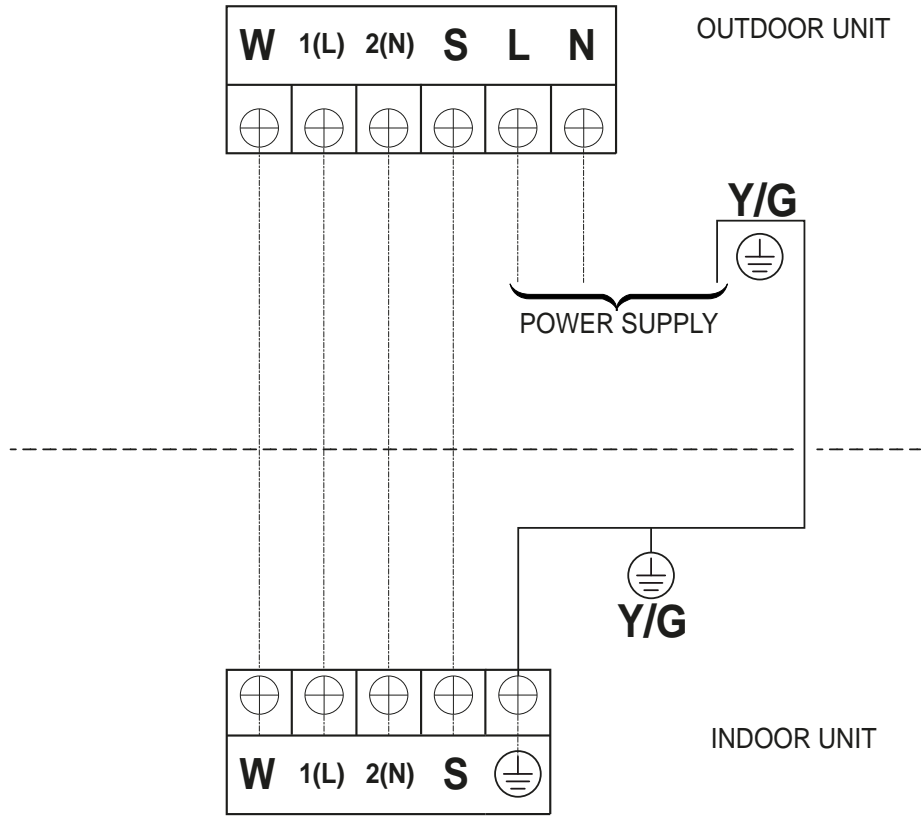 OUTDOOR UNIT
W 1(L) 2(N) S L N
Y/G
POWER SUPPLY
Y/G
INDOOR UNIT
W 1(L) 2(N) S